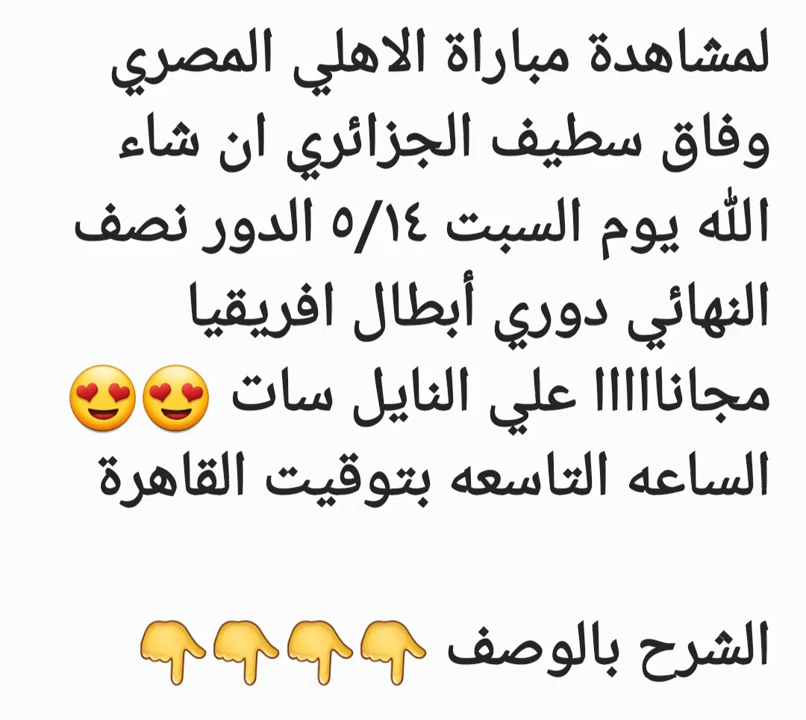 لمشاهدة مباراة الاهلي المصري
وفاق سطيف الجزائري ان شاء
الله يوم السبت ٥/١٤ الدور نصف
النهائي دوري أبطال افريقيا
مجاناااااا علي النايل سات 😍😍
الساعه التاسعه بتوقيت القاهرة
الشرح بالوصف 👇👇👇👇